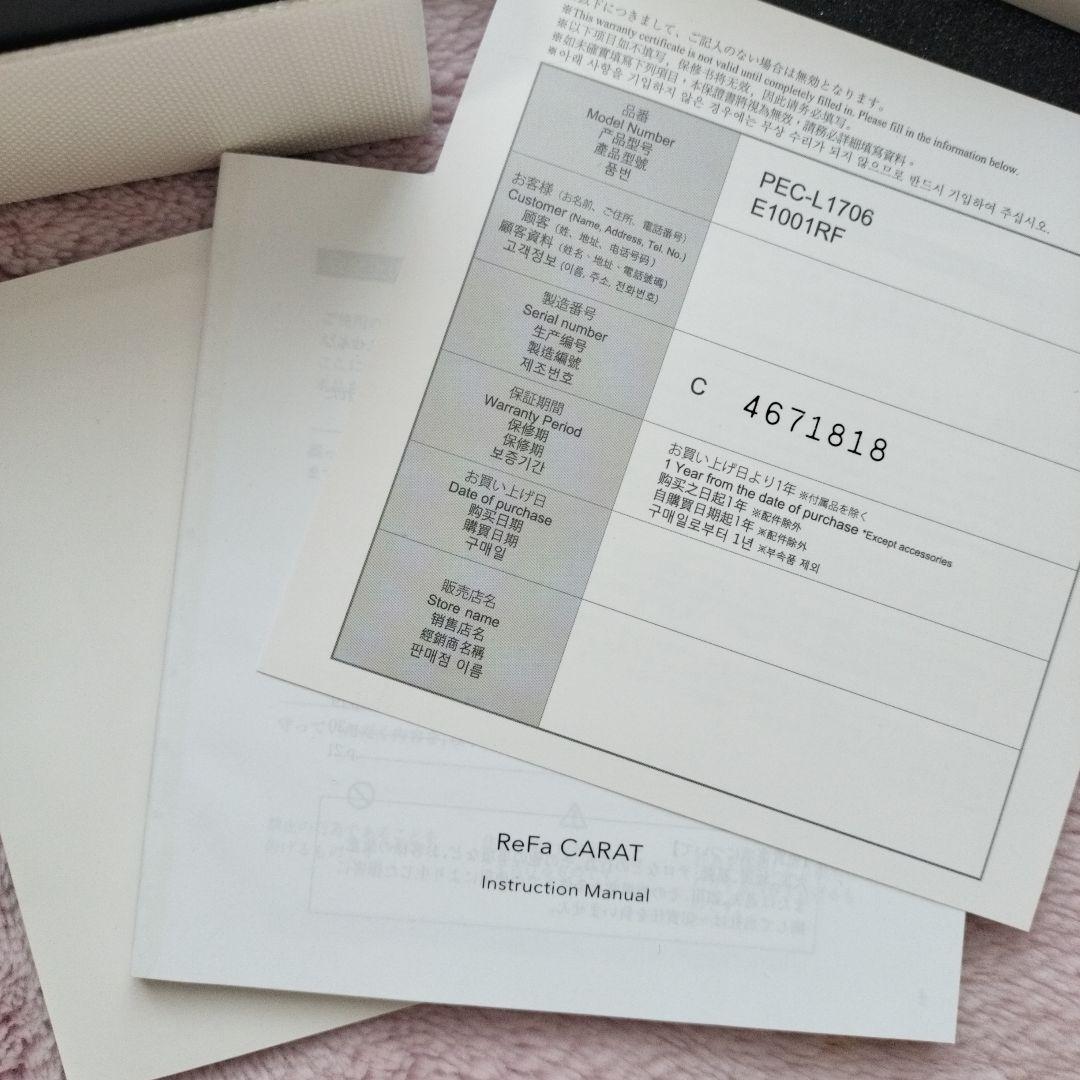 以下につきまして、ご記入のない場合は無効となります。
※This warranty certificate is not valid until completely filled in. Please fill in the information below.
※以下项目如不填写，保修书将无效，因此请务必填写。
※如未確實填寫下列項目，本保證書將視為無效，請務必詳細填寫資料。
※아래 사항을 기입하지 않은 경우에는 무상 수리가 되지 않으므로 반드시 기입하여 주십시오.
品番
Model Number
产品型号
產品型號
품번
PEC-L1706
E1001RF
お客様（お名前、ご住所、電話番号）
Customer (Name, Address, Tel. No.)
顾客（姓、地址、电话号码）
顧客資料（姓名、地址、電話號碼）
고객정보 (이름, 주소, 전화번호)
製造番号
Serial number
生产编号
製造編號
제조번호
C 4671818
保証期間
Warranty Period
保修期
保修期
보증기간
お買い上げ日より1年 ※付属品を除く
1 Year from the date of purchase *Except accessories
购买之日起1年 ※配件除外
自購買日期起1年 ※配件除外
구매일로부터 1년 ※부속품 제외
お買い上げ日
Date of purchase
购买日期
購買日期
구매일
販売店名
Store name
销售店名
經銷商名稱
판매점 이름
ReFa CARAT
Instruction Manual